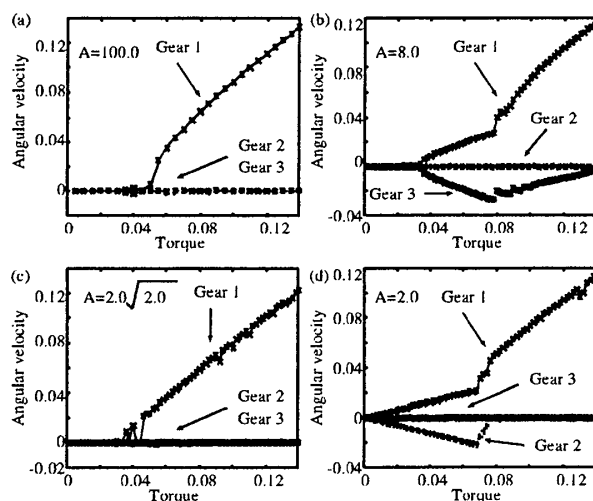 (a)
0.12
A=100.0
Gear 1
0.08
Angular velocity
0.04
Gear 2
Gear 3
0
0
0.04
0.08
0.12
Torque
(b)
0.12
A=8.0
Gear 1
0.08
Angular velocity
0.04
Gear 2
0
Gear 3
-0.04
0
0.04
0.08
0.12
Torque
(c)
0.12
A=2.0√2.0
Gear 1
0.08
Angular velocity
0.04
Gear 2
Gear 3
0
-0.02
0
0.04
0.08
0.12
Torque
(d)
0.12
A=2.0
Gear 1
0.08
Angular velocity
0.04
Gear 3
0
Gear 2
-0.04
0
0.04
0.08
0.12
Torque